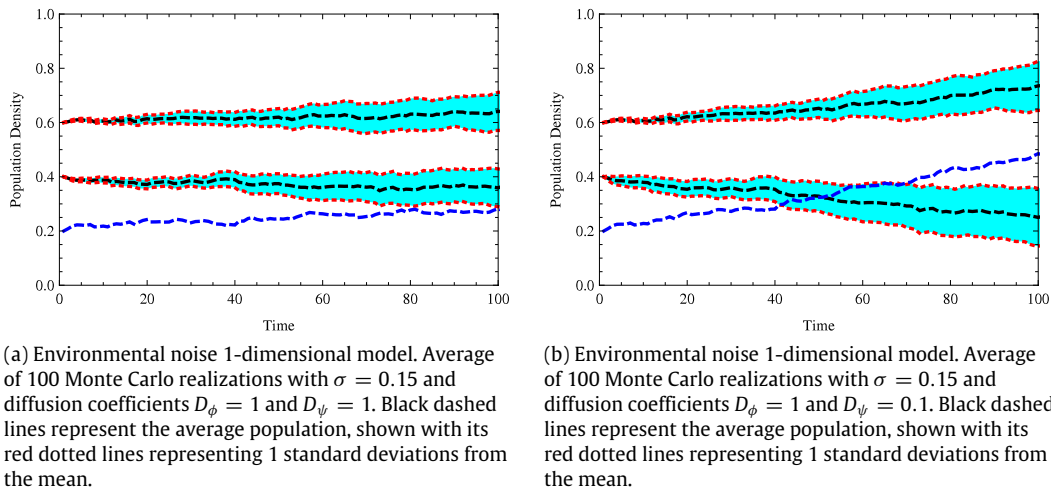 1.0
0.8
0.6
0.4
0.2
0.0
Population Density
0 20 40 60 80 100
Time
(a) Environmental noise 1-dimensional model. Average
of 100 Monte Carlo realizations with σ = 0.15 and
diffusion coefficients Dϕ = 1 and Dψ = 1. Black dashed
lines represent the average population, shown with its
red dotted lines representing 1 standard deviations from
the mean.
1.0
0.8
0.6
0.4
0.2
0.0
Population Density
0 20 40 60 80 100
Time
(b) Environmental noise 1-dimensional model. Average
of 100 Monte Carlo realizations with σ = 0.15 and
diffusion coefficients Dϕ = 1 and Dψ = 0.1. Black dashed
lines represent the average population, shown with its
red dotted lines representing 1 standard deviations from
the mean.